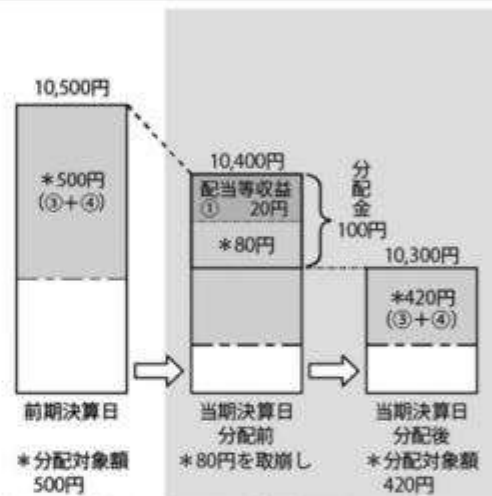 10,500円
*500円
(③+④)
前期決算日
*分配対象額
500円
10,400円
配当等収益
① 20円
*80円
分配金
100円
当期決算日
分配前
*80円を取崩し
10,300円
*420円
(③+④)
当期決算日
分配後
*分配対象額
420円